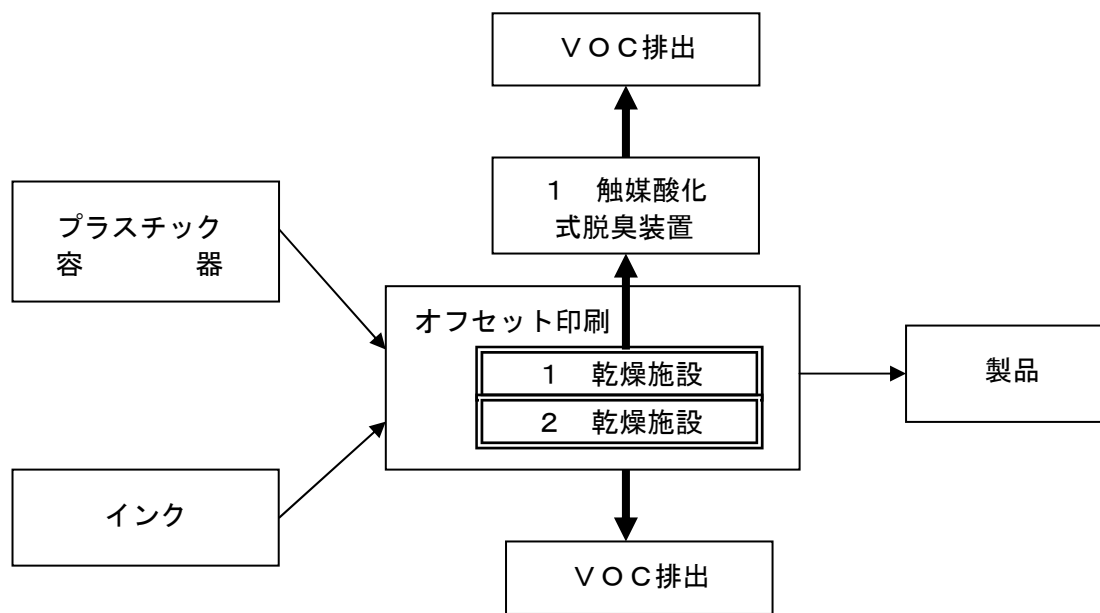 ＶＯＣ排出
１　触媒酸化
式脱臭装置
プラスチック
容　　　　器
オフセット印刷
１　乾燥施設
２　乾燥施設
製品
インク
ＶＯＣ排出